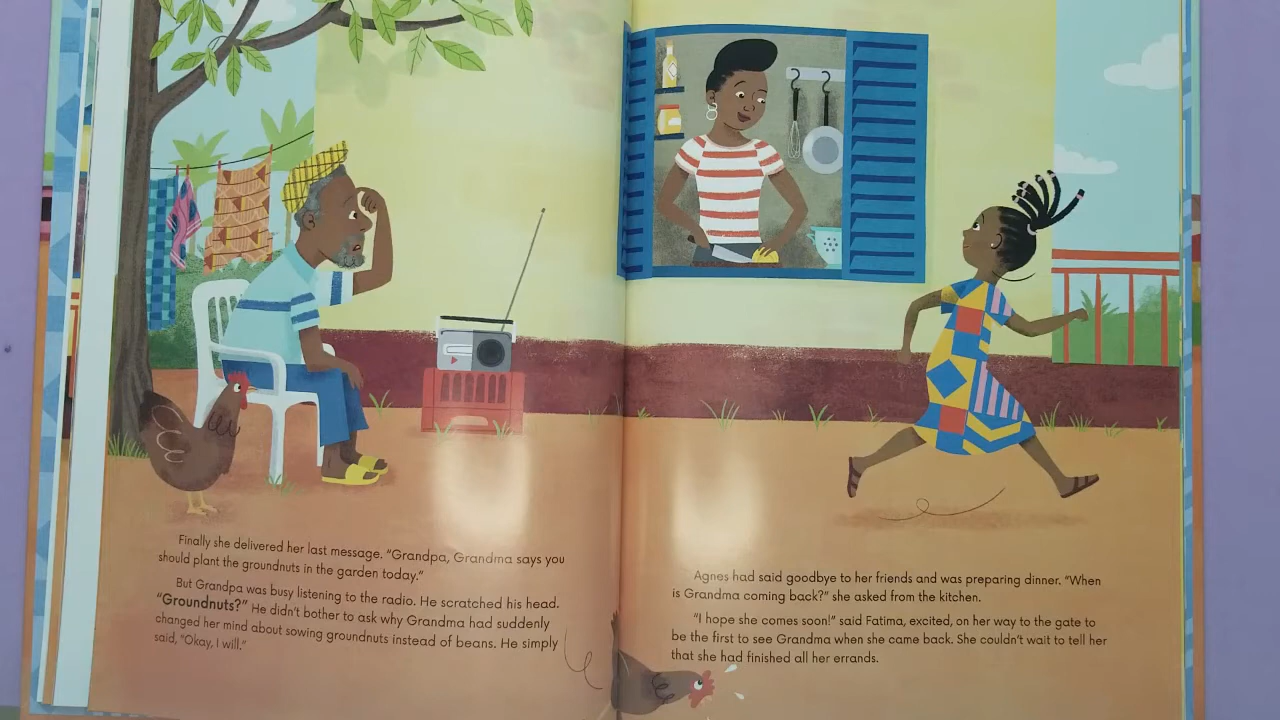 Finally she delivered her last message. “Grandpa, Grandma says you
should plant the groundnuts in the garden today.”
But Grandpa was busy listening to the radio. He scratched his head.
“Groundnuts?” He didn’t bother to ask why Grandma had suddenly
changed her mind about sowing groundnuts instead of beans. He simply
said, “Okay, I will.”
Agnes had said goodbye to her friends and was preparing dinner. “When
is Grandma coming back?” she asked from the kitchen.
“I hope she comes soon!” said Fatima, excited, on her way to the gate to
be the first to see Grandma when she came back. She couldn’t wait to tell her
that she had finished all her errands.